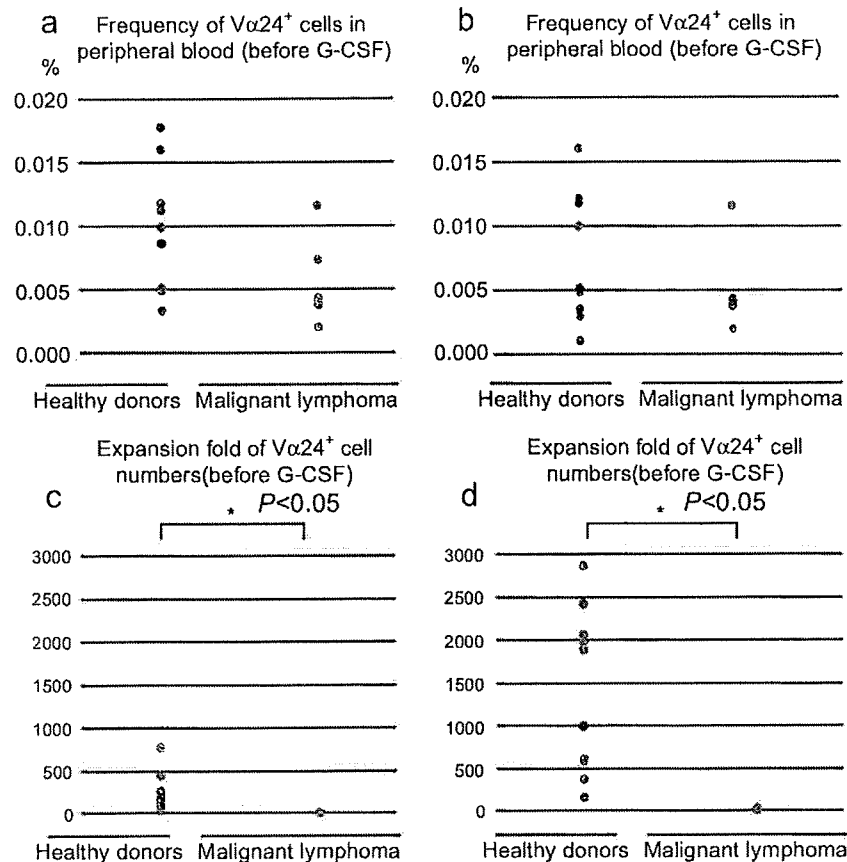 a
Frequency of Vα24⁺ cells in
peripheral blood (before G-CSF)
%
0.020
0.015
0.010
0.005
0.000
Healthy donors Malignant lymphoma
b
Frequency of Vα24⁺ cells in
peripheral blood (before G-CSF)
%
0.020
0.015
0.010
0.005
0.000
Healthy donors Malignant lymphoma
c
Expansion fold of Vα24⁺ cell
numbers(before G-CSF)
* P<0.05
3000
2500
2000
1500
1000
500
0
Healthy donors Malignant lymphoma
d
Expansion fold of Vα24⁺ cell
numbers(before G-CSF)
* P<0.05
3000
2500
2000
1500
1000
500
0
Healthy donors Malignant lymphoma